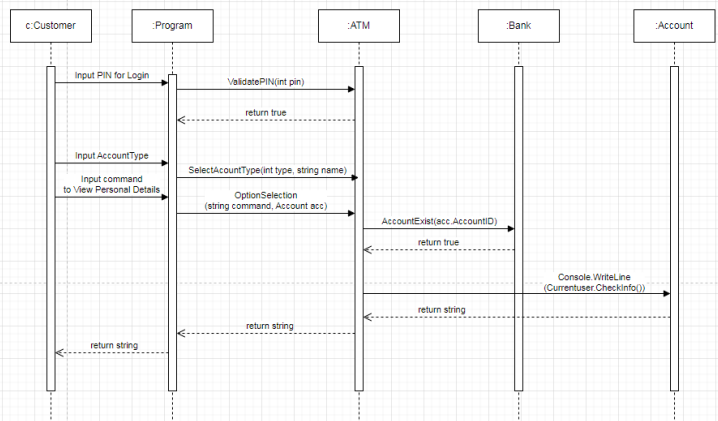 c:Customer
:Program
:ATM
:Bank
:Account
Input PIN for Login
ValidatePIN(int pin)
return true
Input AccountType
SelectAcountType(int type, string name)
Input command
to View Personal Details
OptionSelection
(string command, Account acc)
AccountExist(acc.AccountID)
return true
Console.WriteLine
(Currentuser.CheckInfo())
return string
return string
return string